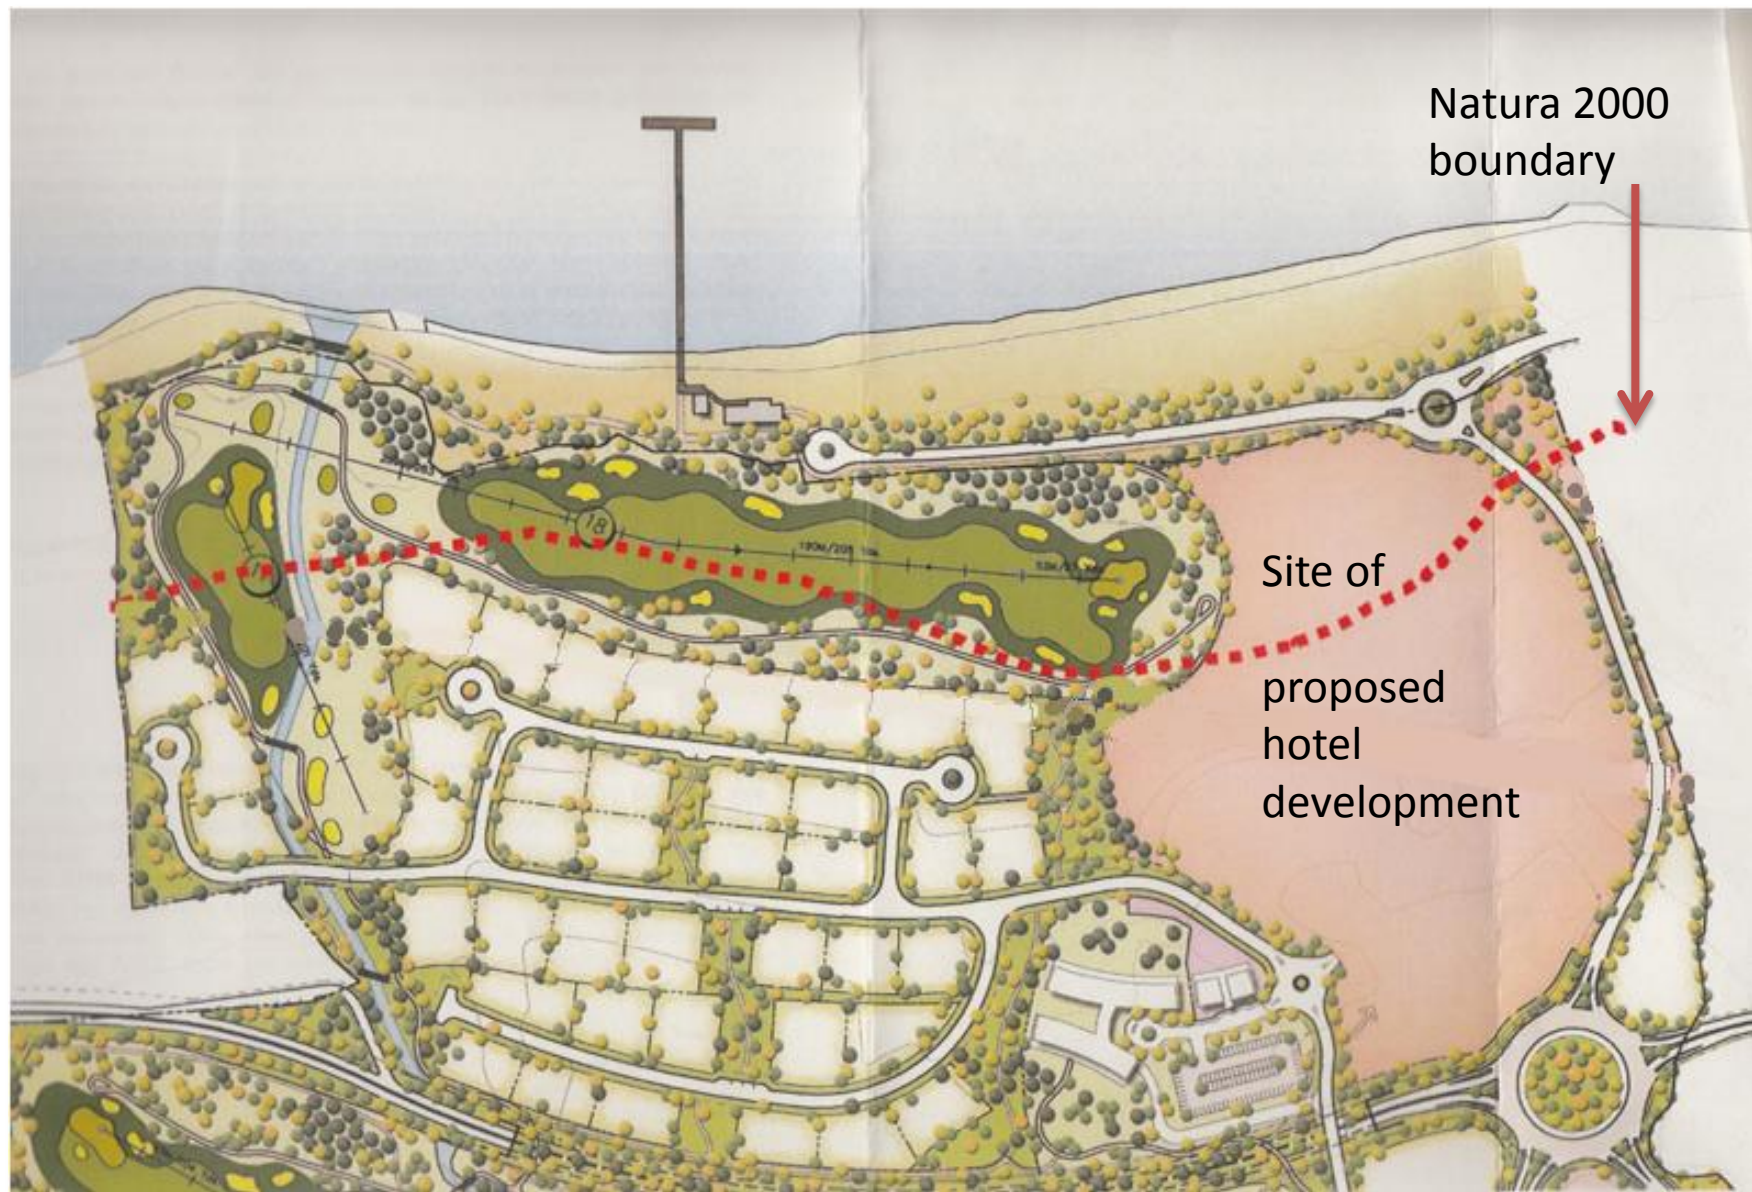 Natura 2000
boundary
18
Site of
proposed
hotel
development